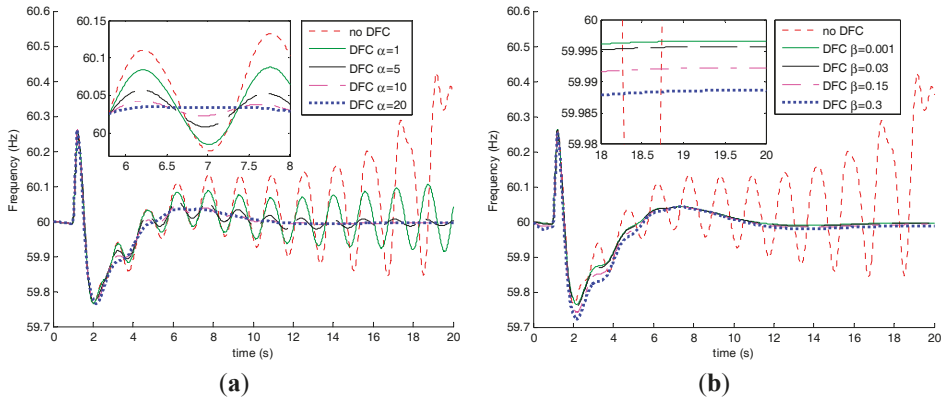 60.6
60.5
60.4
60.3
60.2
60.1
60
59.9
59.8
59.7
Frequency (Hz)
0 2 4 6 8 10 12 14 16 18 20
time (s)
60.15
60.1
60.05
60
6 6.5 7 7.5 8
no DFC
DFC α=1
DFC α=5
DFC α=10
DFC α=20
(a)
60.6
60.5
60.4
60.3
60.2
60.1
60
59.9
59.8
59.7
Frequency (Hz)
0 2 4 6 8 10 12 14 16 18 20
time (s)
60
59.995
59.99
59.985
59.98
18 18.5 19 19.5 20
no DFC
DFC β=0.001
DFC β=0.03
DFC β=0.15
DFC β=0.3
(b)